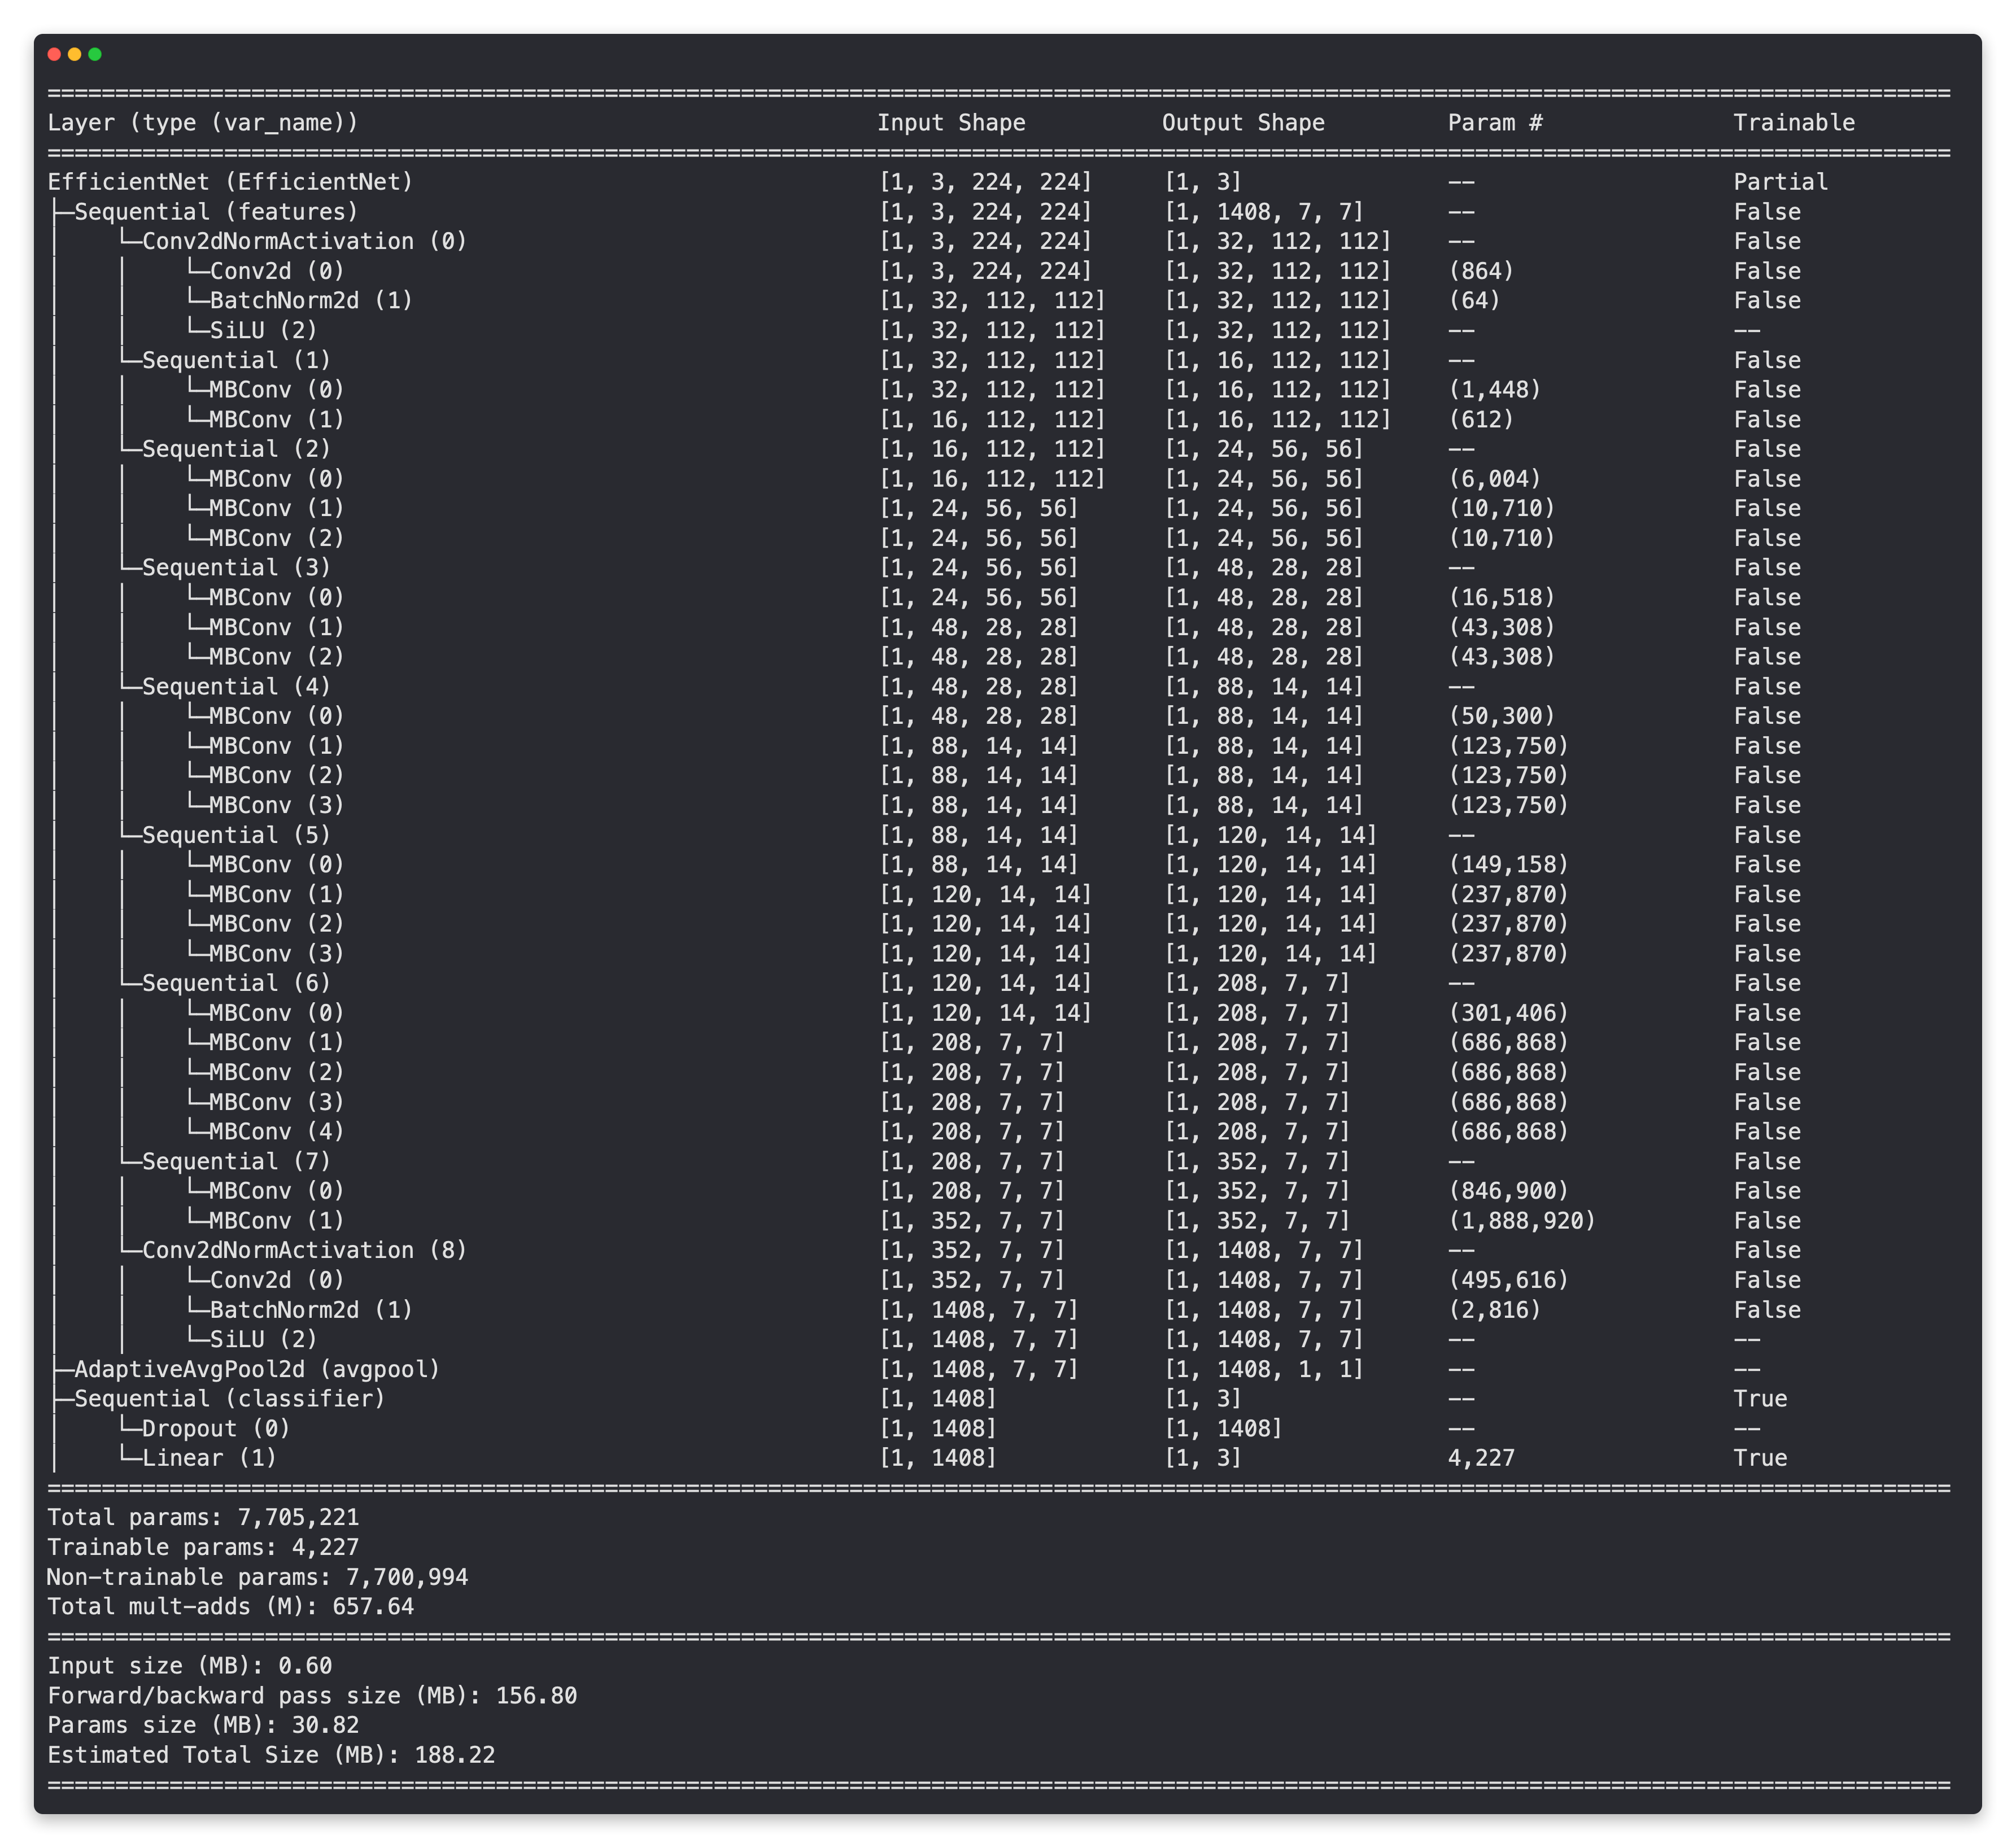 ================================================================================================================================================
Layer (type (var_name)) Input Shape Output Shape Param # Trainable
================================================================================================================================================
EfficientNet (EfficientNet) [1, 3, 224, 224] [1, 3] -- Partial
├─Sequential (features) [1, 3, 224, 224] [1, 1408, 7, 7] -- False
│ └─Conv2dNormActivation (0) [1, 3, 224, 224] [1, 32, 112, 112] -- False
│ │ └─Conv2d (0) [1, 3, 224, 224] [1, 32, 112, 112] (864) False
│ │ └─BatchNorm2d (1) [1, 32, 112, 112] [1, 32, 112, 112] (64) False
│ │ └─SiLU (2) [1, 32, 112, 112] [1, 32, 112, 112] -- --
│ └─Sequential (1) [1, 32, 112, 112] [1, 16, 112, 112] -- False
│ │ └─MBConv (0) [1, 32, 112, 112] [1, 16, 112, 112] (1,448) False
│ │ └─MBConv (1) [1, 16, 112, 112] [1, 16, 112, 112] (612) False
│ └─Sequential (2) [1, 16, 112, 112] [1, 24, 56, 56] -- False
│ │ └─MBConv (0) [1, 16, 112, 112] [1, 24, 56, 56] (6,004) False
│ │ └─MBConv (1) [1, 24, 56, 56] [1, 24, 56, 56] (10,710) False
│ │ └─MBConv (2) [1, 24, 56, 56] [1, 24, 56, 56] (10,710) False
│ └─Sequential (3) [1, 24, 56, 56] [1, 48, 28, 28] -- False
│ │ └─MBConv (0) [1, 24, 56, 56] [1, 48, 28, 28] (16,518) False
│ │ └─MBConv (1) [1, 48, 28, 28] [1, 48, 28, 28] (43,308) False
│ │ └─MBConv (2) [1, 48, 28, 28] [1, 48, 28, 28] (43,308) False
│ └─Sequential (4) [1, 48, 28, 28] [1, 88, 14, 14] -- False
│ │ └─MBConv (0) [1, 48, 28, 28] [1, 88, 14, 14] (50,300) False
│ │ └─MBConv (1) [1, 88, 14, 14] [1, 88, 14, 14] (123,750) False
│ │ └─MBConv (2) [1, 88, 14, 14] [1, 88, 14, 14] (123,750) False
│ │ └─MBConv (3) [1, 88, 14, 14] [1, 88, 14, 14] (123,750) False
│ └─Sequential (5) [1, 88, 14, 14] [1, 120, 14, 14] -- False
│ │ └─MBConv (0) [1, 88, 14, 14] [1, 120, 14, 14] (149,158) False
│ │ └─MBConv (1) [1, 120, 14, 14] [1, 120, 14, 14] (237,870) False
│ │ └─MBConv (2) [1, 120, 14, 14] [1, 120, 14, 14] (237,870) False
│ │ └─MBConv (3) [1, 120, 14, 14] [1, 120, 14, 14] (237,870) False
│ └─Sequential (6) [1, 120, 14, 14] [1, 208, 7, 7] -- False
│ │ └─MBConv (0) [1, 120, 14, 14] [1, 208, 7, 7] (301,406) False
│ │ └─MBConv (1) [1, 208, 7, 7] [1, 208, 7, 7] (686,868) False
│ │ └─MBConv (2) [1, 208, 7, 7] [1, 208, 7, 7] (686,868) False
│ │ └─MBConv (3) [1, 208, 7, 7] [1, 208, 7, 7] (686,868) False
│ │ └─MBConv (4) [1, 208, 7, 7] [1, 208, 7, 7] (686,868) False
│ └─Sequential (7) [1, 208, 7, 7] [1, 352, 7, 7] -- False
│ │ └─MBConv (0) [1, 208, 7, 7] [1, 352, 7, 7] (846,900) False
│ │ └─MBConv (1) [1, 352, 7, 7] [1, 352, 7, 7] (1,888,920) False
│ └─Conv2dNormActivation (8) [1, 352, 7, 7] [1, 1408, 7, 7] -- False
│ │ └─Conv2d (0) [1, 352, 7, 7] [1, 1408, 7, 7] (495,616) False
│ │ └─BatchNorm2d (1) [1, 1408, 7, 7] [1, 1408, 7, 7] (2,816) False
│ │ └─SiLU (2) [1, 1408, 7, 7] [1, 1408, 7, 7] -- --
├─AdaptiveAvgPool2d (avgpool) [1, 1408, 7, 7] [1, 1408, 1, 1] -- --
├─Sequential (classifier) [1, 1408] [1, 3] -- True
│ └─Dropout (0) [1, 1408] [1, 1408] -- --
│ └─Linear (1) [1, 1408] [1, 3] 4,227 True
================================================================================================================================================
Total params: 7,705,221
Trainable params: 4,227
Non-trainable params: 7,700,994
Total mult-adds (M): 657.64
================================================================================================================================================
Input size (MB): 0.60
Forward/backward pass size (MB): 156.80
Params size (MB): 30.82
Estimated Total Size (MB): 188.22
================================================================================================================================================